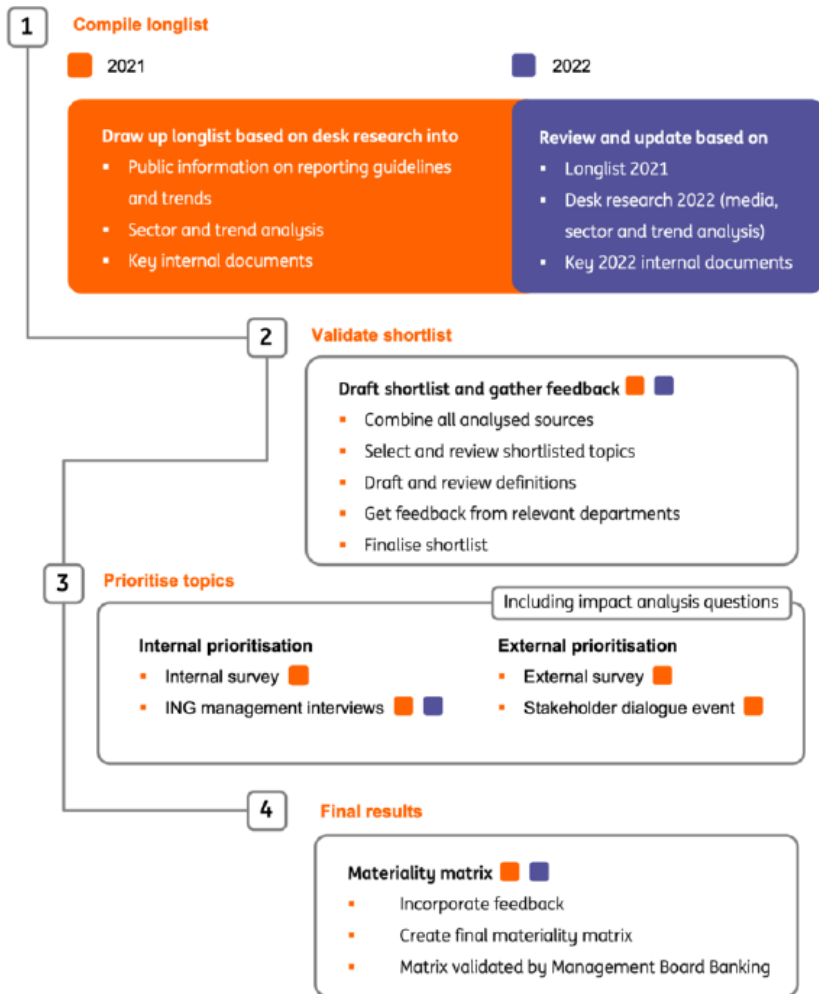 1
Compile longlist
2021
2022
Draw up longlist based on desk research into
▪ Public information on reporting guidelines
and trends
▪ Sector and trend analysis
▪ Key internal documents
Review and update based on
▪ Longlist 2021
▪ Desk research 2022 (media,
sector and trend analysis)
▪ Key 2022 internal documents
2
Validate shortlist
Draft shortlist and gather feedback
▪ Combine all analysed sources
▪ Select and review shortlisted topics
▪ Draft and review definitions
▪ Get feedback from relevant departments
▪ Finalise shortlist
3
Prioritise topics
Including impact analysis questions
Internal prioritisation
▪ Internal survey
▪ ING management interviews
External prioritisation
▪ External survey
▪ Stakeholder dialogue event
4
Final results
Materiality matrix
▪ Incorporate feedback
▪ Create final materiality matrix
▪ Matrix validated by Management Board Banking